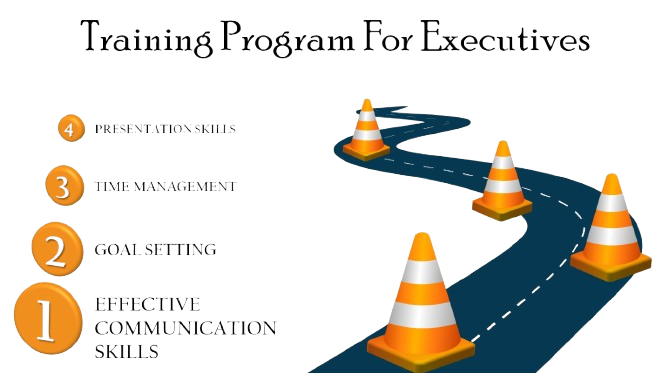 Training Program For Executives
4 PRESENTATION SKILLS
3 TIME MANAGEMENT
2 GOAL SETTING
1 EFFECTIVE
COMMUNICATION
SKILLS